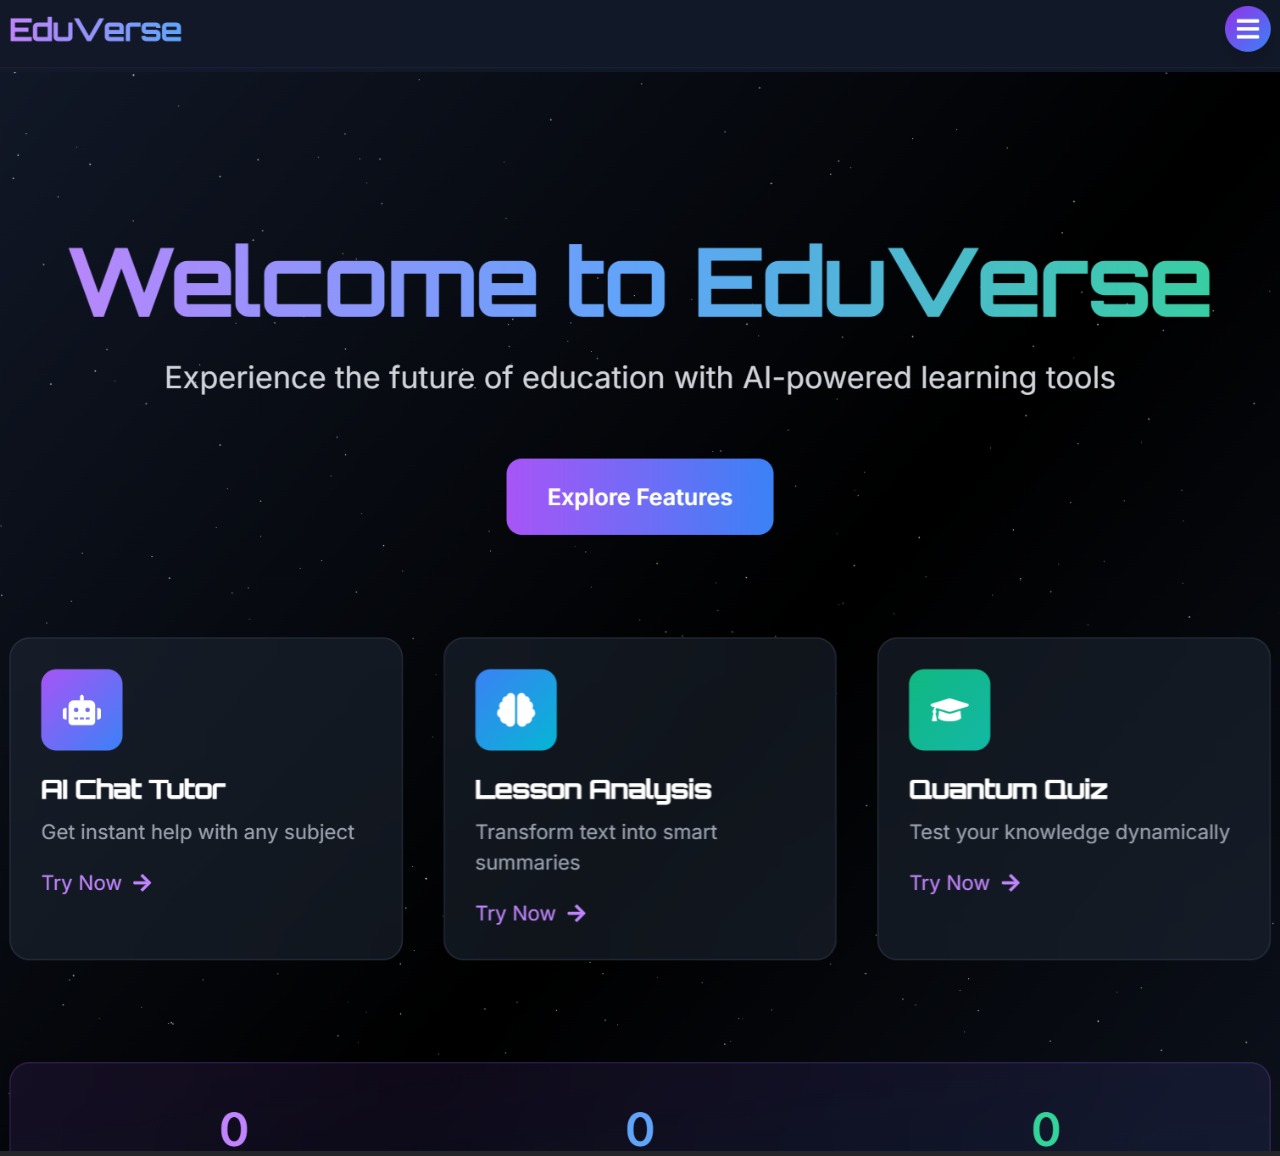 EduVerse
Welcome to EduVerse
Experience the future of education with AI-powered learning tools
Explore Features
AI Chat Tutor
Get instant help with any subject
Try Now
Lesson Analysis
Transform text into smart
summaries
Try Now
Quantum Quiz
Test your knowledge dynamically
Try Now
0
0
0